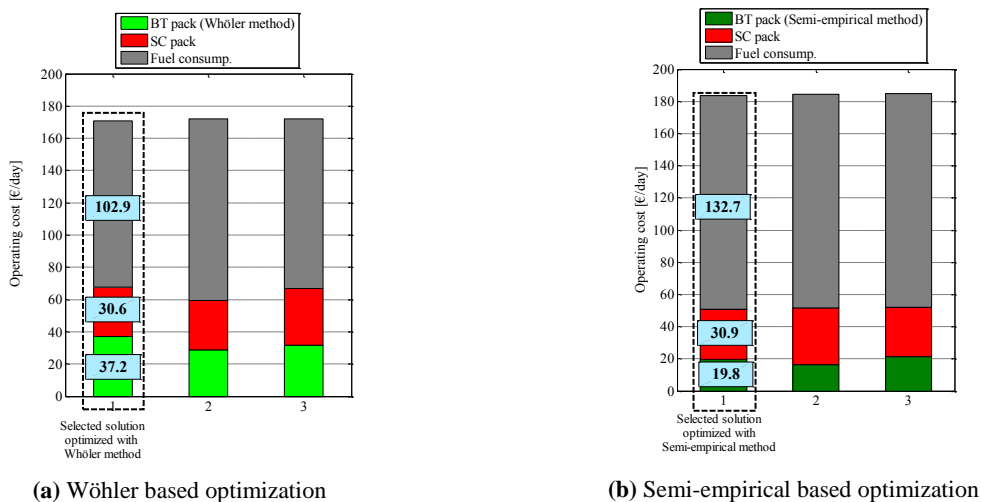 BT pack (Whöler method)
SC pack
Fuel consump.
200
180
160
140
120
100
80
60
40
20
0
Operating cost [€/day]
102.9
30.6
37.2
1
2
3
Selected solution
optimized with
Whöler method
(a) Wöhler based optimization
BT pack (Semi-empirical method)
SC pack
Fuel consump.
200
180
160
140
120
100
80
60
40
20
0
Operating cost [€/day]
132.7
30.9
19.8
1
2
3
Selected solution
optimized with
Semi-empirical method
(b) Semi-empirical based optimization